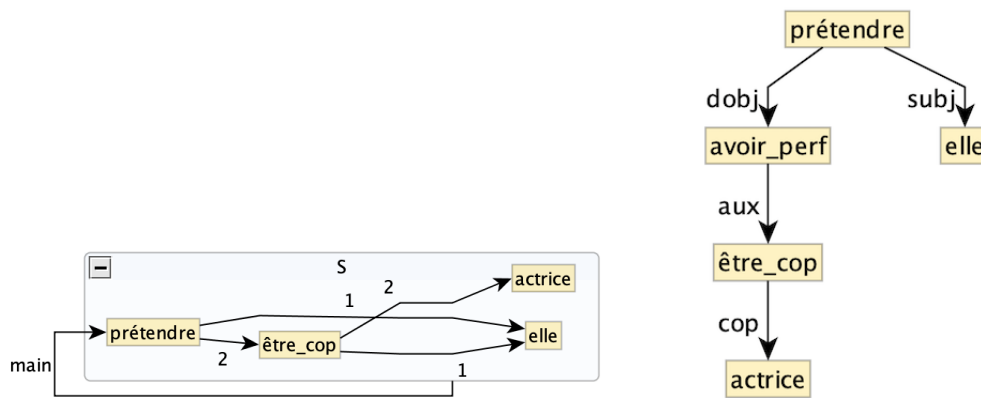 S
actrice
2
1
prétendre
être_cop
elle
2
main
1
prétendre
dobj
subj
avoir_perf
elle
aux
être_cop
cop
actrice